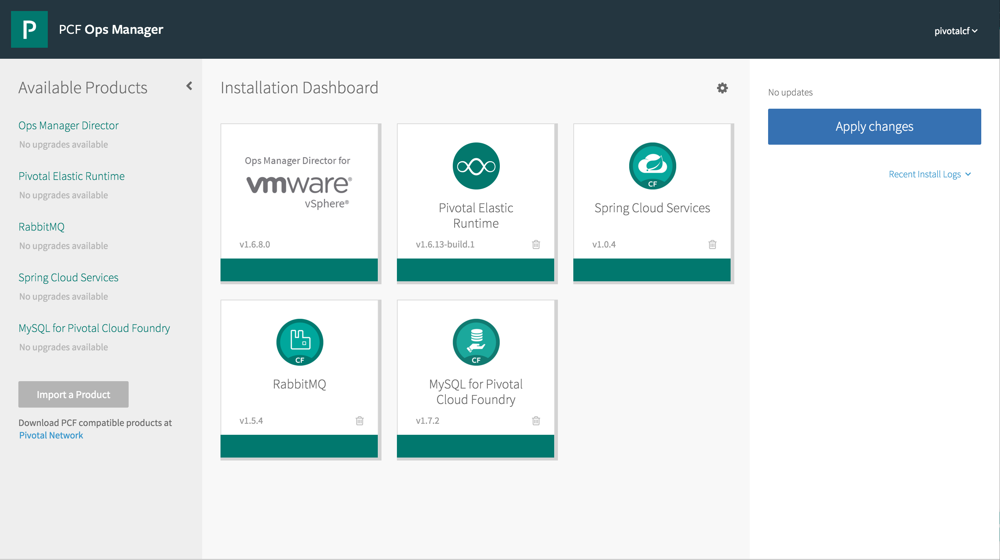 P
PCF Ops Manager
pivotalcf
Available Products
Ops Manager Director
No upgrades available
Pivotal Elastic Runtime
No upgrades available
RabbitMQ
No upgrades available
Spring Cloud Services
No upgrades available
MySQL for Pivotal Cloud Foundry
No upgrades available
Import a Product
Download PCF compatible products at
Pivotal Network
Installation Dashboard
Ops Manager Director for
vmware®
vSphere®
v1.6.8.0
Pivotal Elastic
Runtime
v1.6.13-build.1
CF
Spring Cloud Services
v1.0.4
CF
RabbitMQ
v1.5.4
CF
MySQL for Pivotal
Cloud Foundry
v1.7.2
No updates
Apply changes
Recent Install Logs